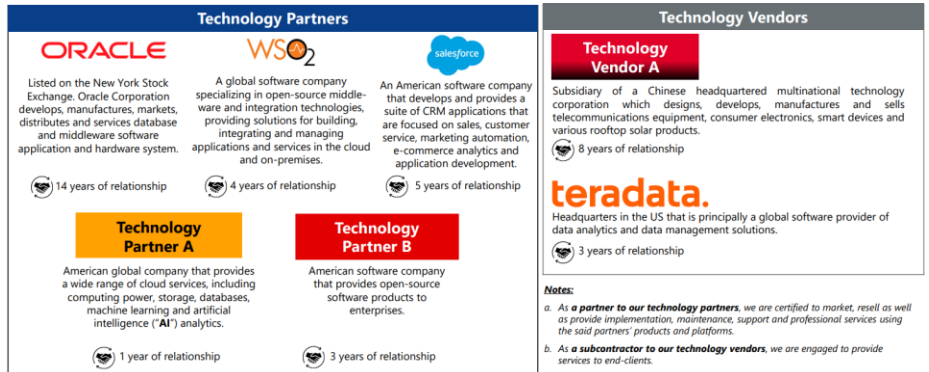 Technology Partners
ORACLE
Listed on the New York Stock
Exchange. Oracle Corporation
develops, manufactures, markets,
distributes and services database
and middleware software
application and hardware system.
14 years of relationship
WSO2
A global software company
specializing in open-source middle-
ware and integration technologies,
providing solutions for building,
integrating and managing
applications and services in the cloud
and on-premises.
4 years of relationship
salesforce
An American software company
that develops and provides a
suite of CRM applications that
are focused on sales, customer
service, marketing automation,
e-commerce analytics and
application development.
5 years of relationship
Technology
Partner A
American global company that provides
a wide range of cloud services, including
computing power, storage, databases,
machine learning and artificial
intelligence (“AI”) analytics.
1 year of relationship
Technology
Partner B
American software company
that provides open-source
software products to
enterprises.
3 years of relationship
Technology Vendors
Technology
Vendor A
Subsidiary of a Chinese headquartered multinational technology
corporation which designs, develops, manufactures and sells
telecommunications equipment, consumer electronics, smart devices and
various rooftop solar products.
8 years of relationship
teradata.
Headquarters in the US that is principally a global software provider of
data analytics and data management solutions.
3 years of relationship
Notes:
a. As a partner to our technology partners, we are certified to market, resell as well
as provide implementation, maintenance, support and professional services using
the said partners’ products and platforms.
b. As a subcontractor to our technology vendors, we are engaged to provide
services to end-clients.